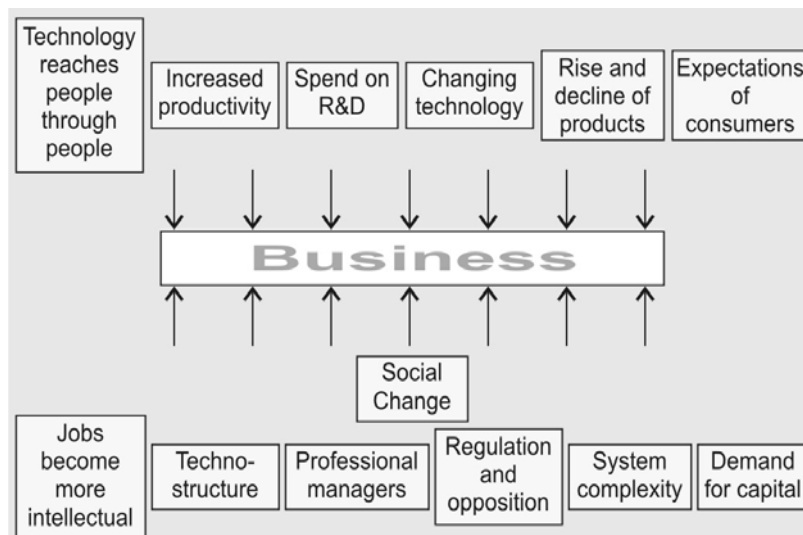 Technology
reaches
people
through
people
Increased
productivity
Spend on
R&D
Changing
technology
Rise and
decline of
products
Expectations
of
consumers
Business
Social
Change
Jobs
become
more
intellectual
Techno-
structure
Professional
managers
Regulation
and
opposition
System
complexity
Demand
for capital